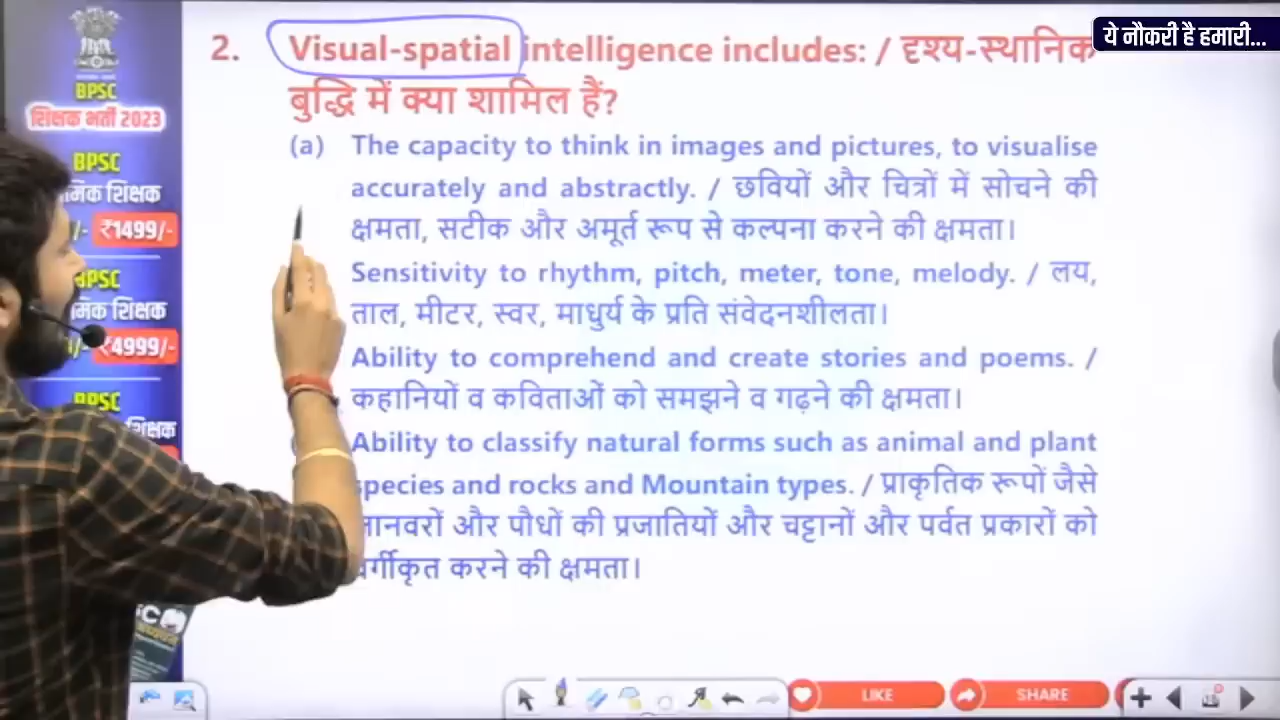 ये नौकरी है हमारी...
2. Visual-spatial intelligence includes: / दृश्य-स्थानिक
बुद्धि में क्या शामिल हैं?
(a) The capacity to think in images and pictures, to visualise
accurately and abstractly. / छवियों और चित्रों में सोचने की
क्षमता, सटीक और अमूर्त रूप से कल्पना करने की क्षमता।
Sensitivity to rhythm, pitch, meter, tone, melody. / लय,
ताल, मीटर, स्वर, माधुर्य के प्रति संवेदनशीलता।
Ability to comprehend and create stories and poems. /
कहानियों व कविताओं को समझने व गढ़ने की क्षमता।
Ability to classify natural forms such as animal and plant
species and rocks and Mountain types. / प्राकृतिक रूपों जैसे
जानवरों और पौधों की प्रजातियों और चट्टानों और पर्वत प्रकारों को
वर्गीकृत करने की क्षमता।
BPSC
शिक्षक भर्ती 2023
BPSC
शिक्षक
₹1499/-
BPSC
शिक्षक
₹4999/-
BPSC
शिक्षक
LIKE
SHARE